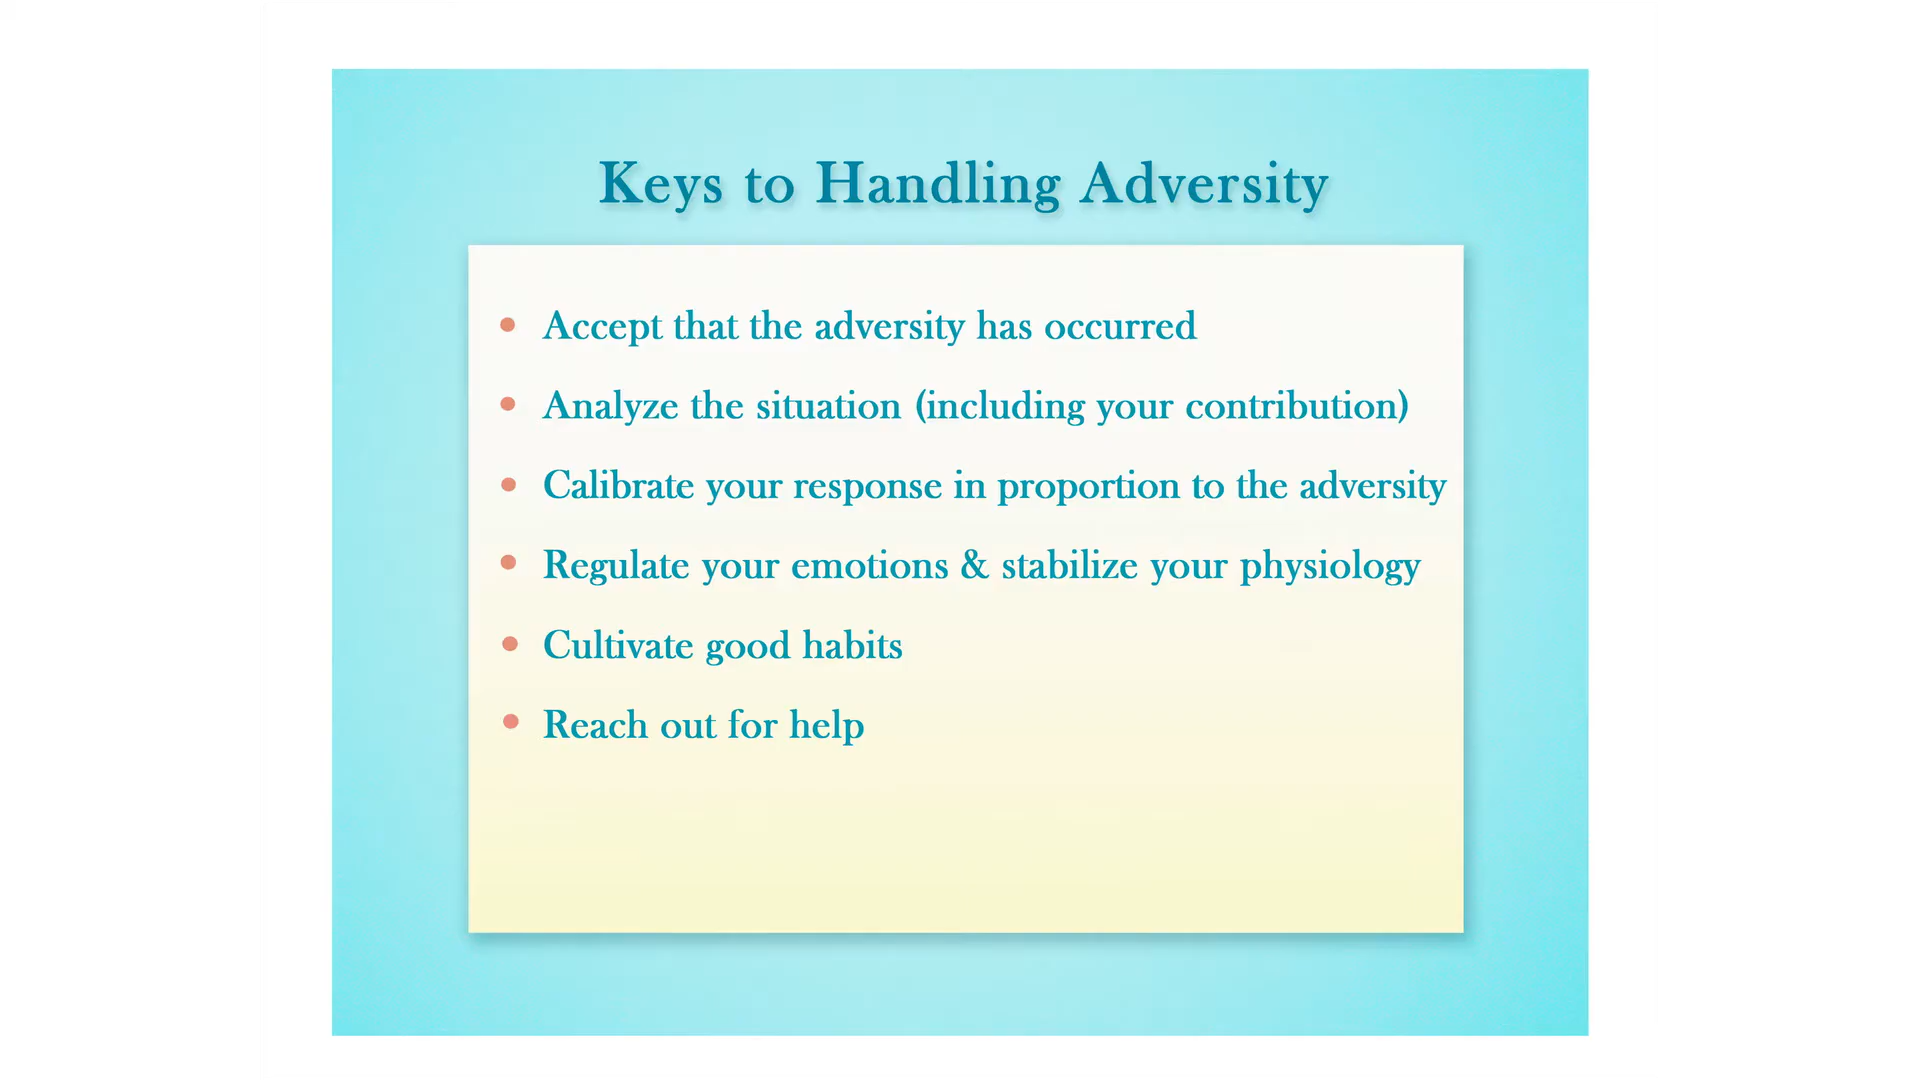 Keys to Handling Adversity
• Accept that the adversity has occurred
• Analyze the situation (including your contribution)
• Calibrate your response in proportion to the adversity
• Regulate your emotions & stabilize your physiology
• Cultivate good habits
• Reach out for help